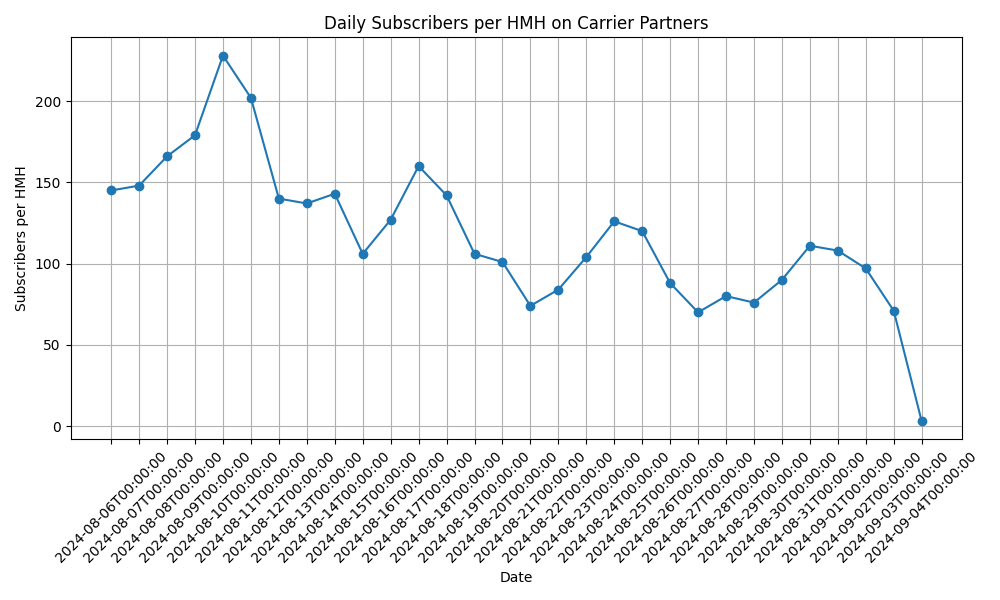 Daily Subscribers per HMH on Carrier Partners
Subscribers per HMH
200
150
100
50
0
2024-08-06T00:00:00
2024-08-07T00:00:00
2024-08-08T00:00:00
2024-08-09T00:00:00
2024-08-10T00:00:00
2024-08-11T00:00:00
2024-08-12T00:00:00
2024-08-13T00:00:00
2024-08-14T00:00:00
2024-08-15T00:00:00
2024-08-16T00:00:00
2024-08-17T00:00:00
2024-08-18T00:00:00
2024-08-19T00:00:00
2024-08-20T00:00:00
2024-08-21T00:00:00
2024-08-22T00:00:00
2024-08-23T00:00:00
2024-08-24T00:00:00
2024-08-25T00:00:00
2024-08-26T00:00:00
2024-08-27T00:00:00
2024-08-28T00:00:00
2024-08-29T00:00:00
2024-08-30T00:00:00
2024-08-31T00:00:00
2024-09-01T00:00:00
2024-09-02T00:00:00
2024-09-03T00:00:00
2024-09-04T00:00:00
Date